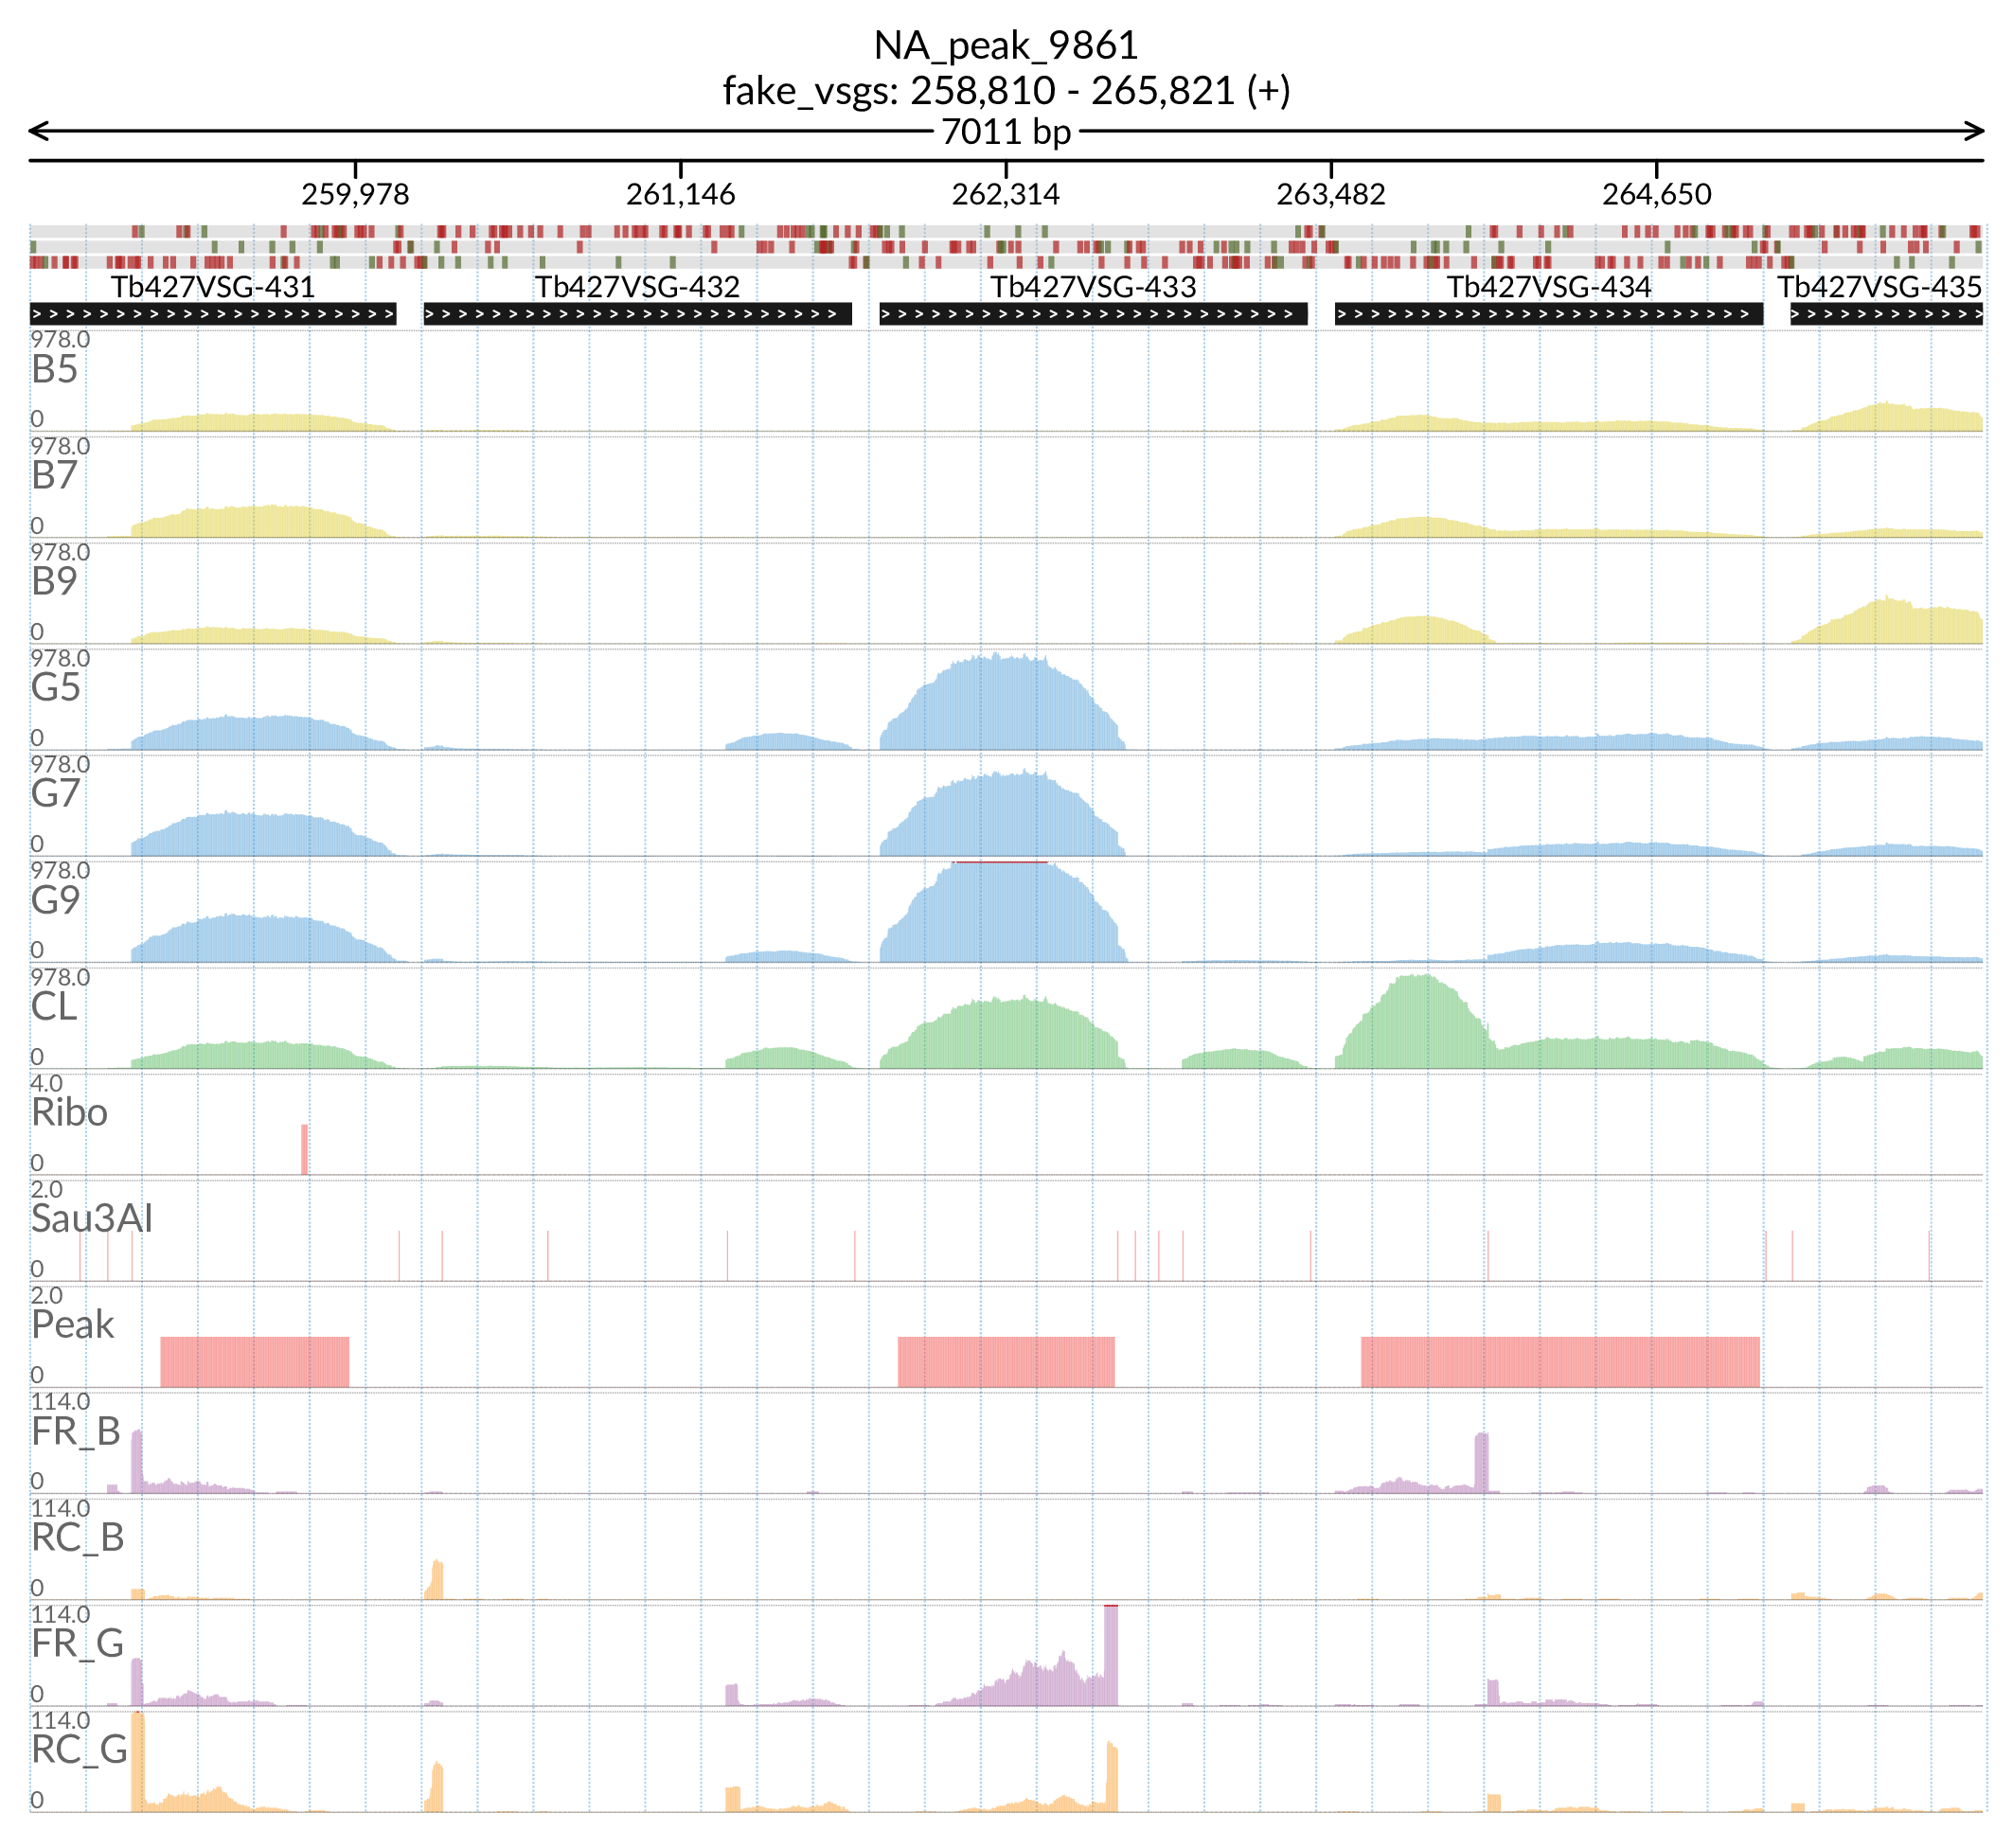 NA_peak_9861
fake_vsgs: 258,810 - 265,821 (+)
7011 bp
259,978 261,146 262,314 263,482 264,650
Tb427VSG-431 Tb427VSG-432 Tb427VSG-433 Tb427VSG-434 Tb427VSG-435
978.0
B5
0
978.0
B7
0
978.0
B9
0
978.0
G5
0
978.0
G7
0
978.0
G9
0
978.0
CL
0
4.0
Ribo
0
2.0
Sau3AI
0
2.0
Peak
0
114.0
FR_B
0
114.0
RC_B
0
114.0
FR_G
0
114.0
RC_G
0